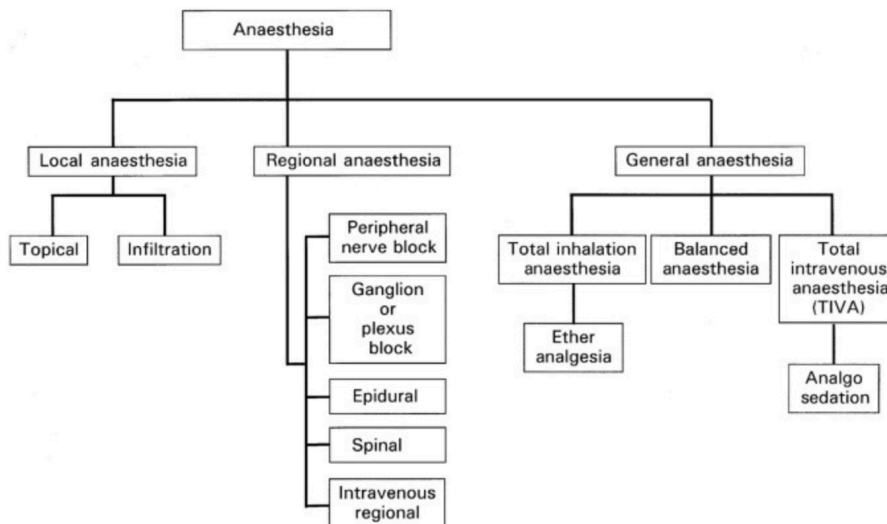 Anaesthesia
Local anaesthesia
Regional anaesthesia
General anaesthesia
Topical
Infiltration
Peripheral
nerve block
Ganglion
or
plexus
block
Epidural
Spinal
Intravenous
regional
Total inhalation
anaesthesia
Balanced
anaesthesia
Total
intravenous
anaesthesia
(TIVA)
Ether
analgesia
Analgo
sedation